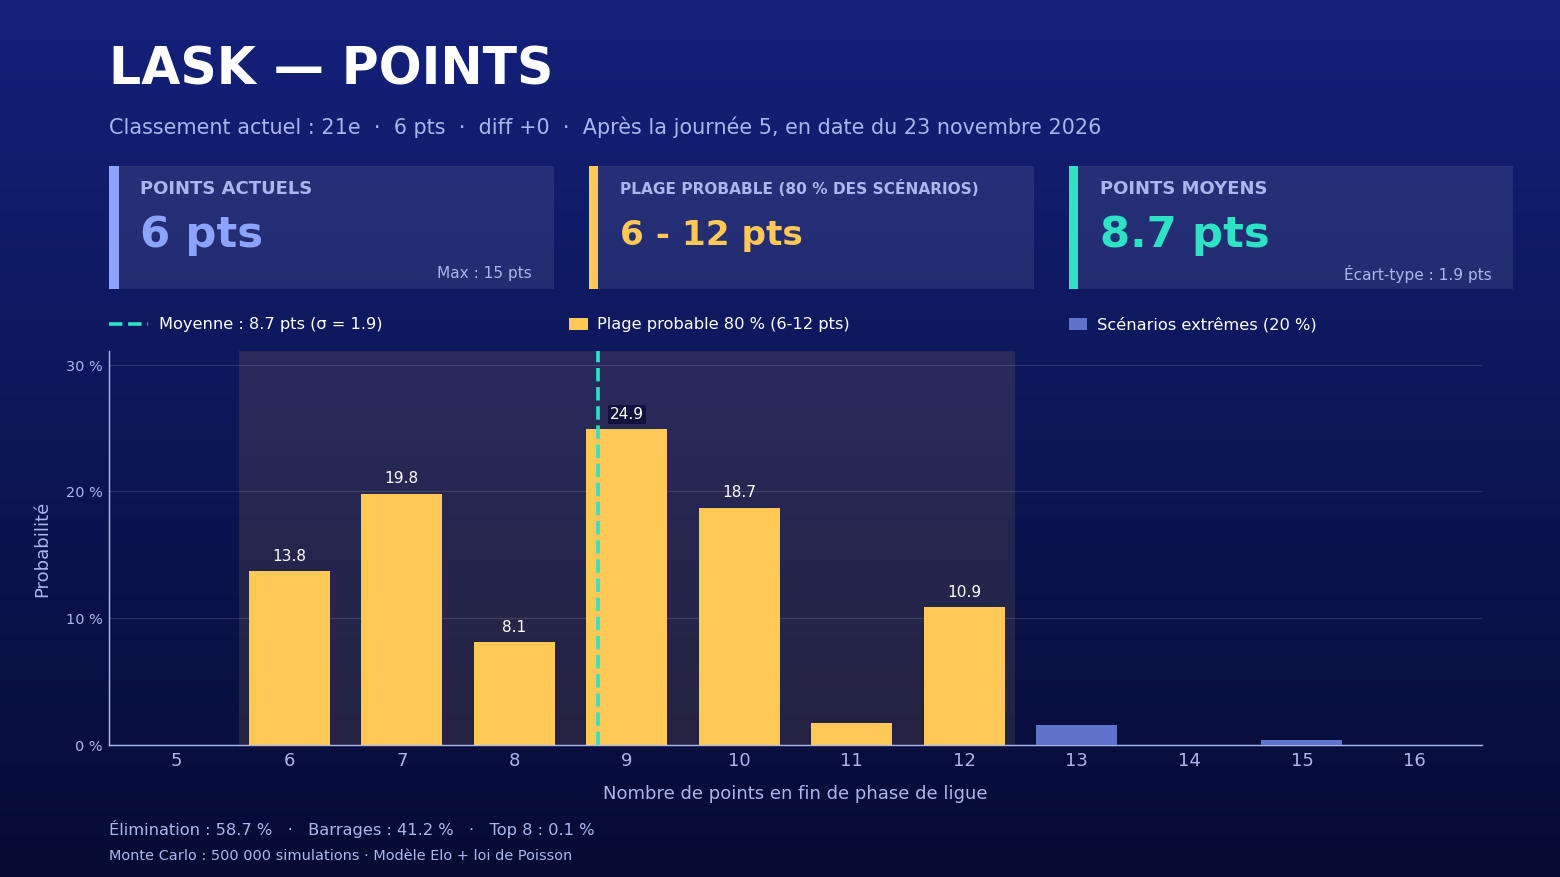 LASK — POINTS
Classement actuel : 21e · 6 pts · diff +0 · Après la journée 5, en date du 23 novembre 2026
POINTS ACTUELS
6 pts
Max : 15 pts
PLAGE PROBABLE (80 % DES SCÉNARIOS)
6 - 12 pts
POINTS MOYENS
8.7 pts
Écart-type : 1.9 pts
Moyenne : 8.7 pts (σ = 1.9)
Plage probable 80 % (6-12 pts)
Scénarios extrêmes (20 %)
Probabilité
30 %
20 %
10 %
0 %
13.8
19.8
8.1
24.9
18.7
10.9
5 6 7 8 9 10 11 12 13 14 15 16
Nombre de points en fin de phase de ligue
Élimination : 58.7 % · Barrages : 41.2 % · Top 8 : 0.1 %
Monte Carlo : 500 000 simulations · Modèle Elo + loi de Poisson